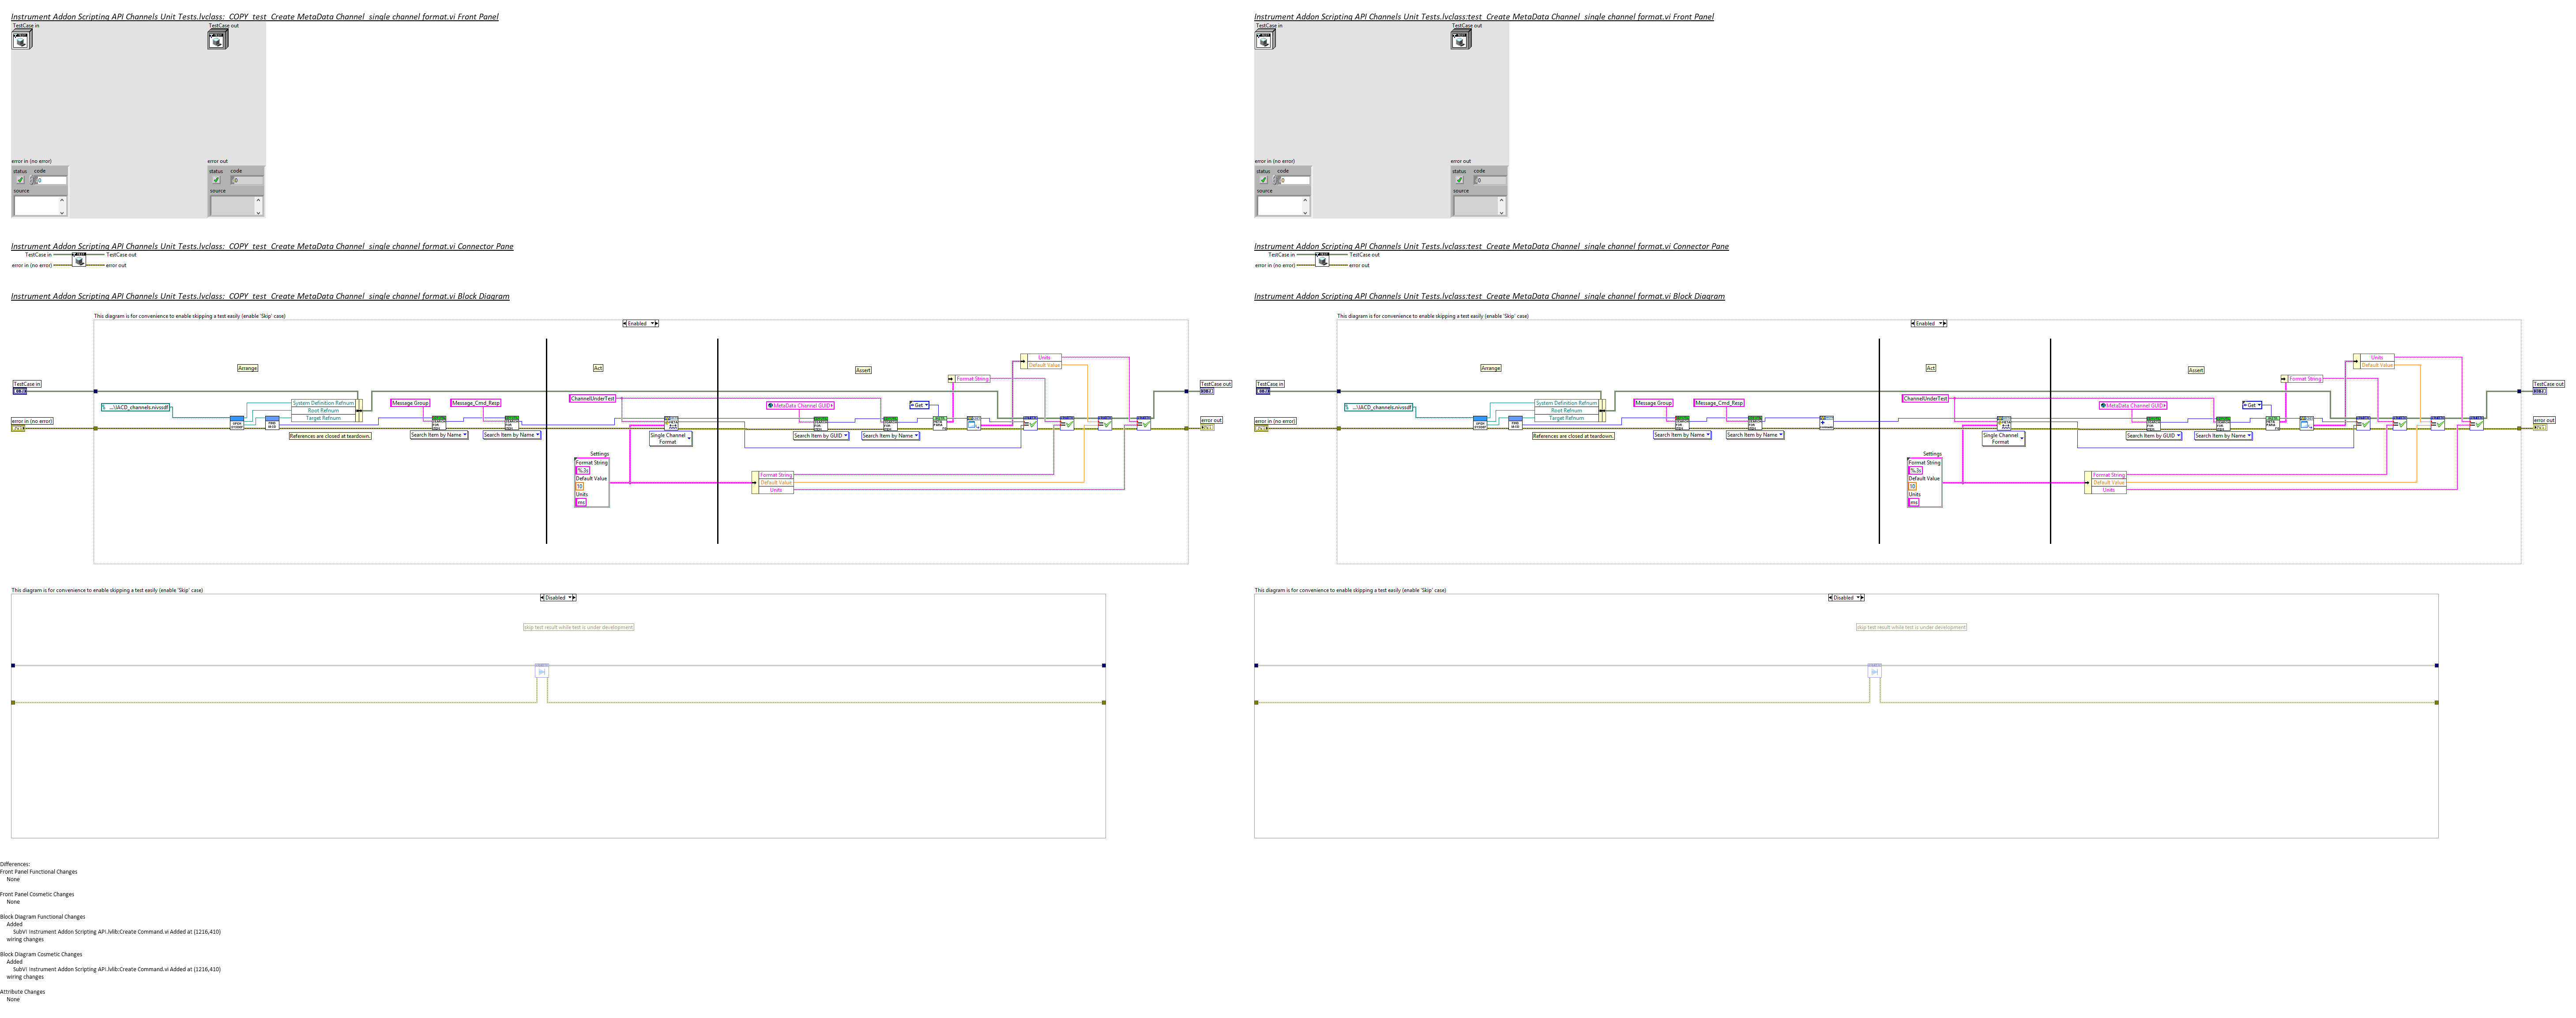 Instrument Addon Scripting API Channels Unit Tests.lvclass:_COPY_test_Create MetaData Channel_single channel format.vi Front Panel
TestCase in
TestCase out
error in (no error)
status
code
0
source
error out
status
code
0
source
Instrument Addon Scripting API Channels Unit Tests.lvclass:_COPY_test_Create MetaData Channel_single channel format.vi Connector Pane
TestCase in
TestCase out
error in (no error)
error out
Instrument Addon Scripting API Channels Unit Tests.lvclass:_COPY_test_Create MetaData Channel_single channel format.vi Block Diagram
This diagram is for convenience to enable skipping a test easily (enable 'Skip' case)
Enabled
Arrange
Act
Assert
TestCase in
error in (no error)
..\IACD_channels.nivssdf
System Definition Refnum
Root Refnum
Target Refnum
References are closed at teardown.
Message Group
Message_Cmd_Resp
Search Item by Name
Search Item by Name
ChannelUnderTest
Single Channel
Format
Settings
Format String
%.3s
Default Value
10
Units
ms
MetaData Channel GUID
Search Item by GUID
Search Item by Name
Get
Format String
Units
Default Value
Format String
Default Value
Units
TestCase out
error out
This diagram is for convenience to enable skipping a test easily (enable 'Skip' case)
Disabled
skip test result while test is under development
Instrument Addon Scripting API Channels Unit Tests.lvclass:test_Create MetaData Channel_single channel format.vi Front Panel
TestCase in
TestCase out
error in (no error)
status
code
0
source
error out
status
code
0
source
Instrument Addon Scripting API Channels Unit Tests.lvclass:test_Create MetaData Channel_single channel format.vi Connector Pane
TestCase in
TestCase out
error in (no error)
error out
Instrument Addon Scripting API Channels Unit Tests.lvclass:test_Create MetaData Channel_single channel format.vi Block Diagram
This diagram is for convenience to enable skipping a test easily (enable 'Skip' case)
Enabled
Arrange
Act
Assert
TestCase in
error in (no error)
..\IACD_channels.nivssdf
System Definition Refnum
Root Refnum
Target Refnum
References are closed at teardown.
Message Group
Message_Cmd_Resp
Search Item by Name
Search Item by Name
ChannelUnderTest
Single Channel
Format
Settings
Format String
%.3s
Default Value
10
Units
ms
MetaData Channel GUID
Search Item by GUID
Search Item by Name
Get
Format String
Units
Default Value
Format String
Default Value
Units
TestCase out
error out
This diagram is for convenience to enable skipping a test easily (enable 'Skip' case)
Disabled
skip test result while test is under development
Differences:
Front Panel Functional Changes
None
Front Panel Cosmetic Changes
None
Block Diagram Functional Changes
Added
SubVI Instrument Addon Scripting API.lvlib:Create Command.vi Added at (1216,410)
wiring changes
Block Diagram Cosmetic Changes
Added
SubVI Instrument Addon Scripting API.lvlib:Create Command.vi Added at (1216,410)
wiring changes
Attribute Changes
None